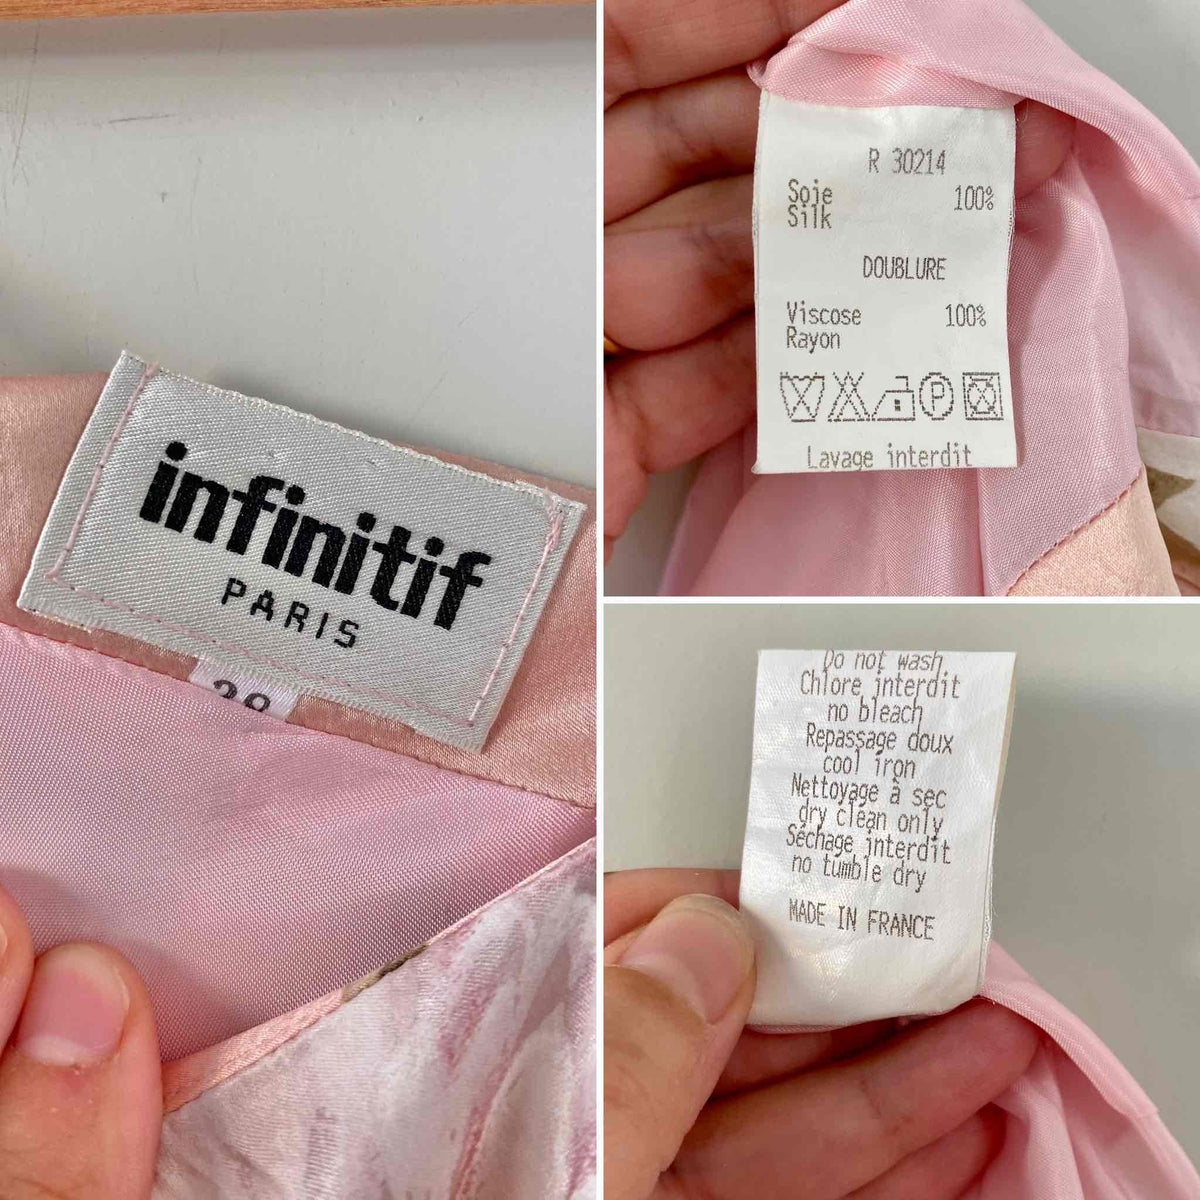 infinitif
PARIS
38
R 30214
Soie 100%
Silk
DOUBLURE
Viscose 100%
Rayon
P
Lavage interdit
Do not wash
Chlore interdit
no bleach
Repassage doux
cool iron
Nettoyage à sec
dry clean only
Séchage interdit
no tumble dry
MADE IN FRANCE